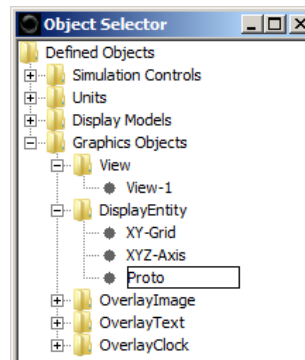 Object Selector
Defined Objects
Simulation Controls
Units
Display Models
Graphics Objects
View
View-1
DisplayEntity
XY-Grid
XYZ-Axis
Proto
OverlayImage
OverlayText
OverlayClock